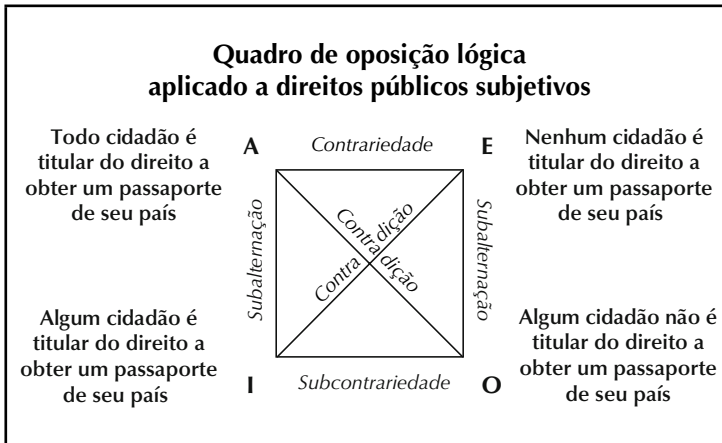 Quadro de oposição lógica
aplicado a direitos públicos subjetivos
Todo cidadão é
titular do direito a
obter um passaporte
de seu país
A
Contrariedade
E
Nenhum cidadão é
titular do direito a
obter um passaporte
de seu país
Subalternação
Contradição
Contradição
Subalternação
Algum cidadão é
titular do direito a
obter um passaporte
de seu país
I
Subcontrariedade
O
Algum cidadão não é
titular do direito a
obter um passaporte
de seu país